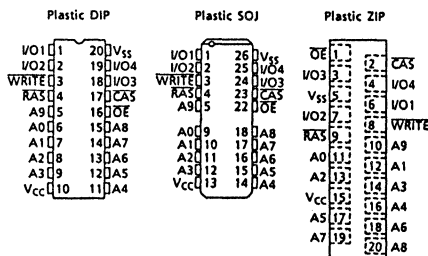 Plastic DIP
I/O1 1 20 VSS
I/O2 2 19 I/O4
WRITE 3 18 I/O3
RAS 4 17 CAS
A9 5 16 OE
A0 6 15 A8
A1 7 14 A7
A2 8 13 A6
A3 9 12 A5
VCC 10 11 A4
Plastic SOJ
I/O1 1 26 VSS
I/O2 2 25 I/O4
WRITE 3 24 I/O3
RAS 4 23 CAS
A9 5 22 OE
A0 9 18 A8
A1 10 17 A7
A2 11 16 A6
A3 12 15 A5
VCC 13 14 A4
Plastic ZIP
OE 1
2 CAS
I/O3 3
4 I/O4
VSS 5
6 I/O1
I/O2 7
8 WRITE
RAS 9
10 A9
A0 11
12 A1
A2 13
14 A3
VCC 15
16 A4
A5 17
18 A6
A7 19
20 A8